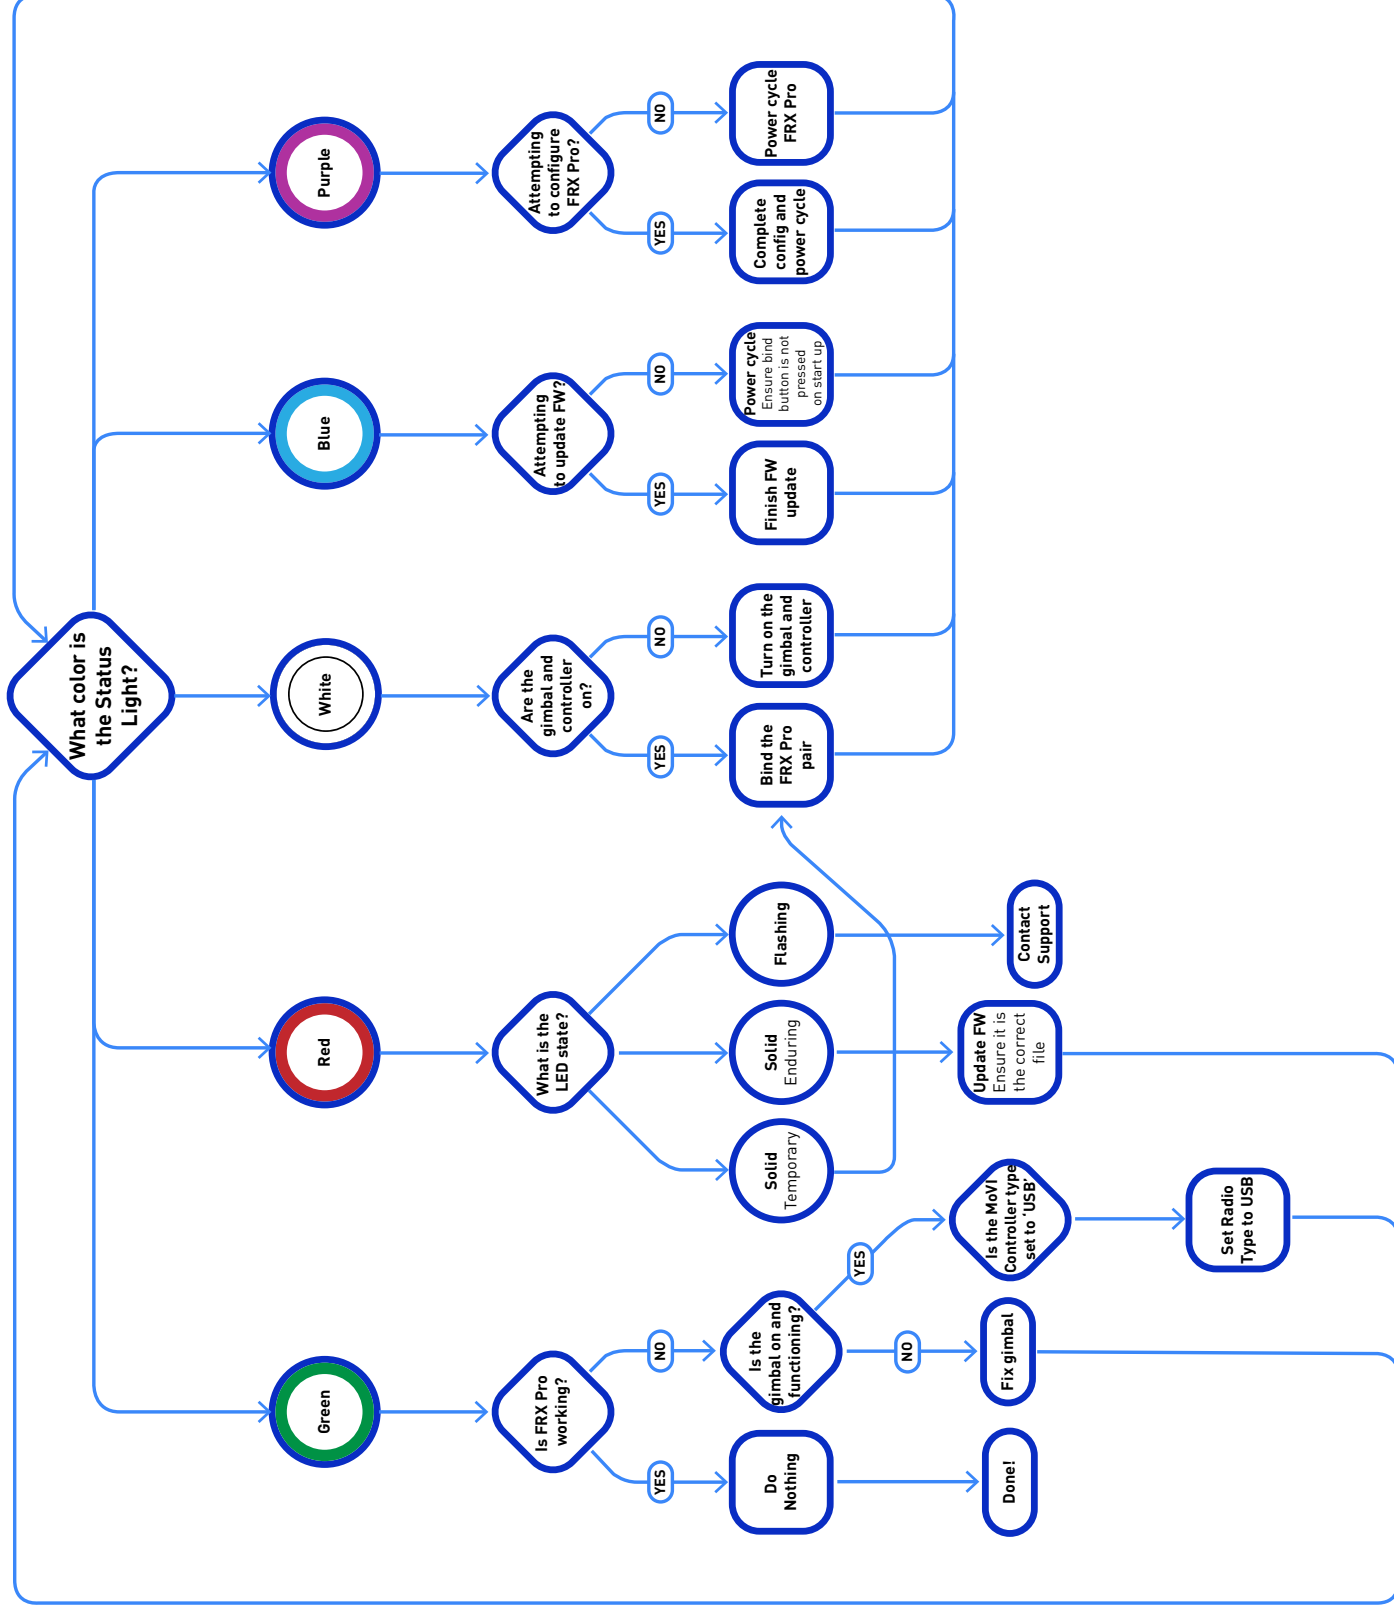 What color is
the Status
Light?
Green
Red
White
Blue
Purple
Is FRX Pro
working?
What is the
LED state?
Are the
gimbal and
controller
on?
Attempting
to update FW?
Attempting
to configure
FRX Pro?
YES
NO
YES
NO
YES
NO
YES
NO
Do
Nothing
Is the
gimbal on and
functioning?
Solid
Temporary
Solid
Enduring
Flashing
Bind the
FRX Pro
pair
Turn on the
gimbal and
controller
Finish FW
update
Power cycle
Ensure bind
button is not
pressed
on start up
Complete
config and
power cycle
Power cycle
FRX Pro
NO
YES
Done!
Fix gimbal
Is the MoVI
Controller type
set to ‘USB’
Update FW
Ensure it is
the correct
file
Contact
Support
Set Radio
Type to USB